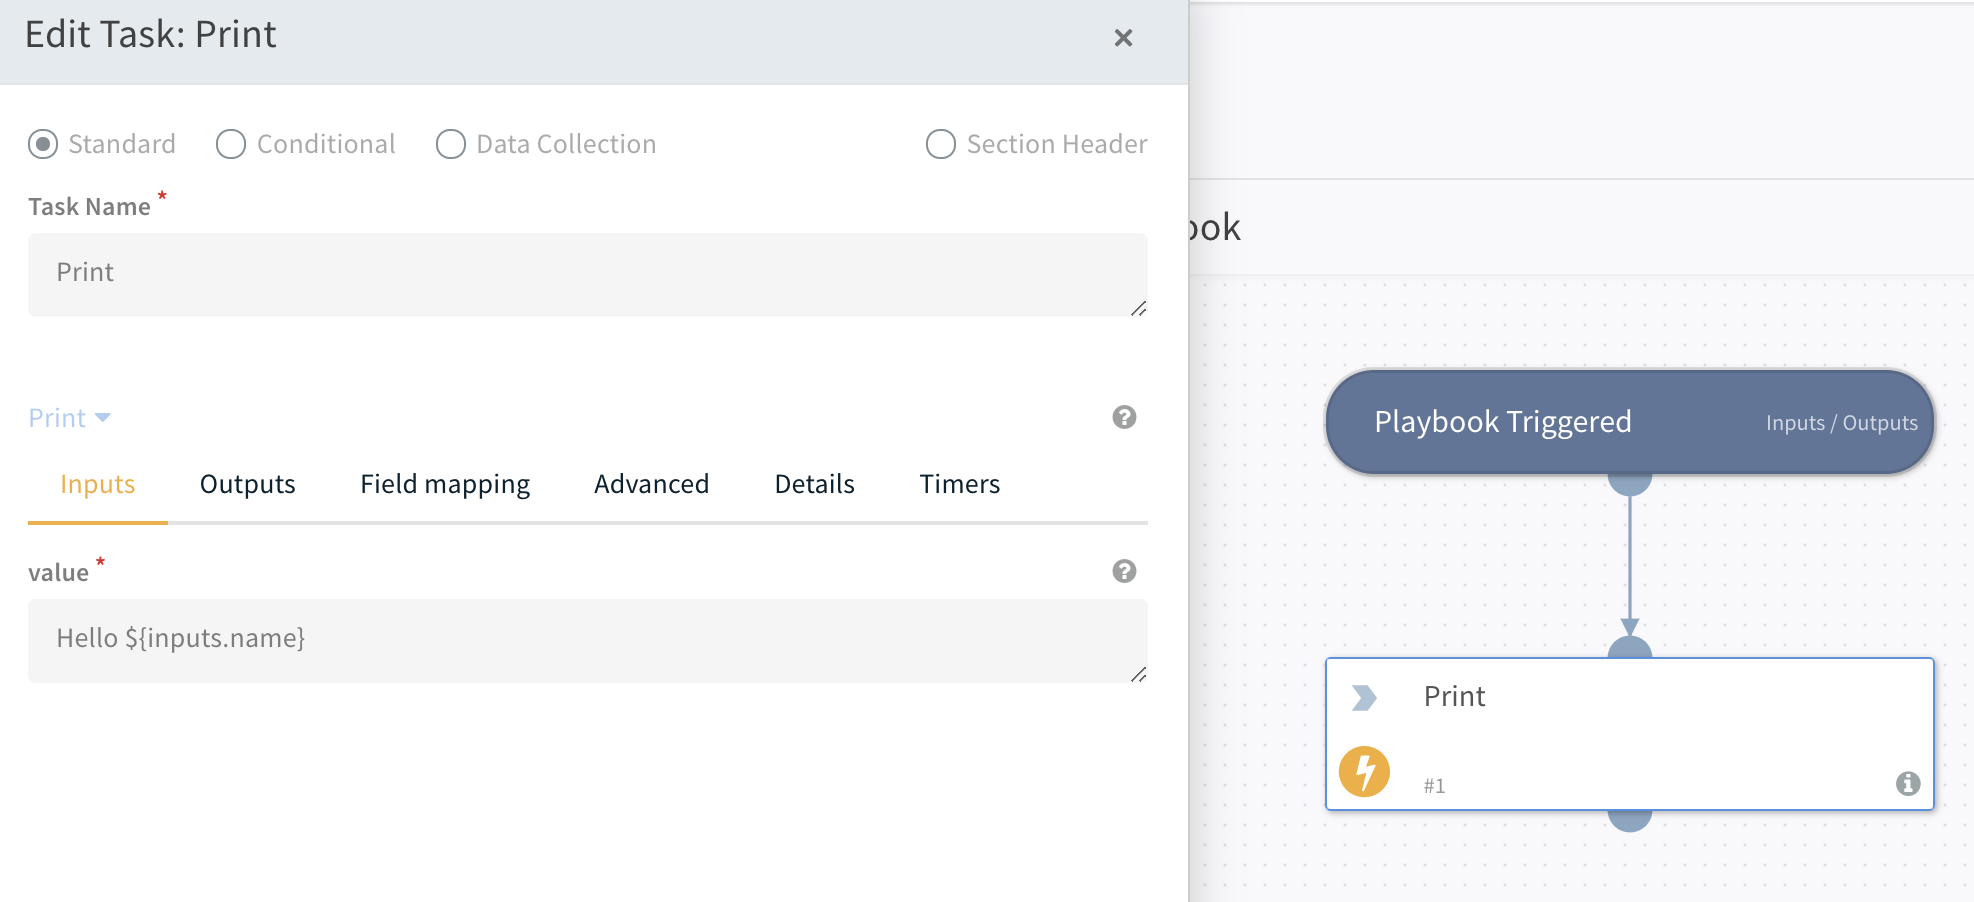 Edit Task: Print
Standard Conditional Data Collection Section Header
Task Name *
Print
Print
Inputs Outputs Field mapping Advanced Details Timers
value *
Hello ${inputs.name}
ook
Playbook Triggered Inputs / Outputs
Print
#1